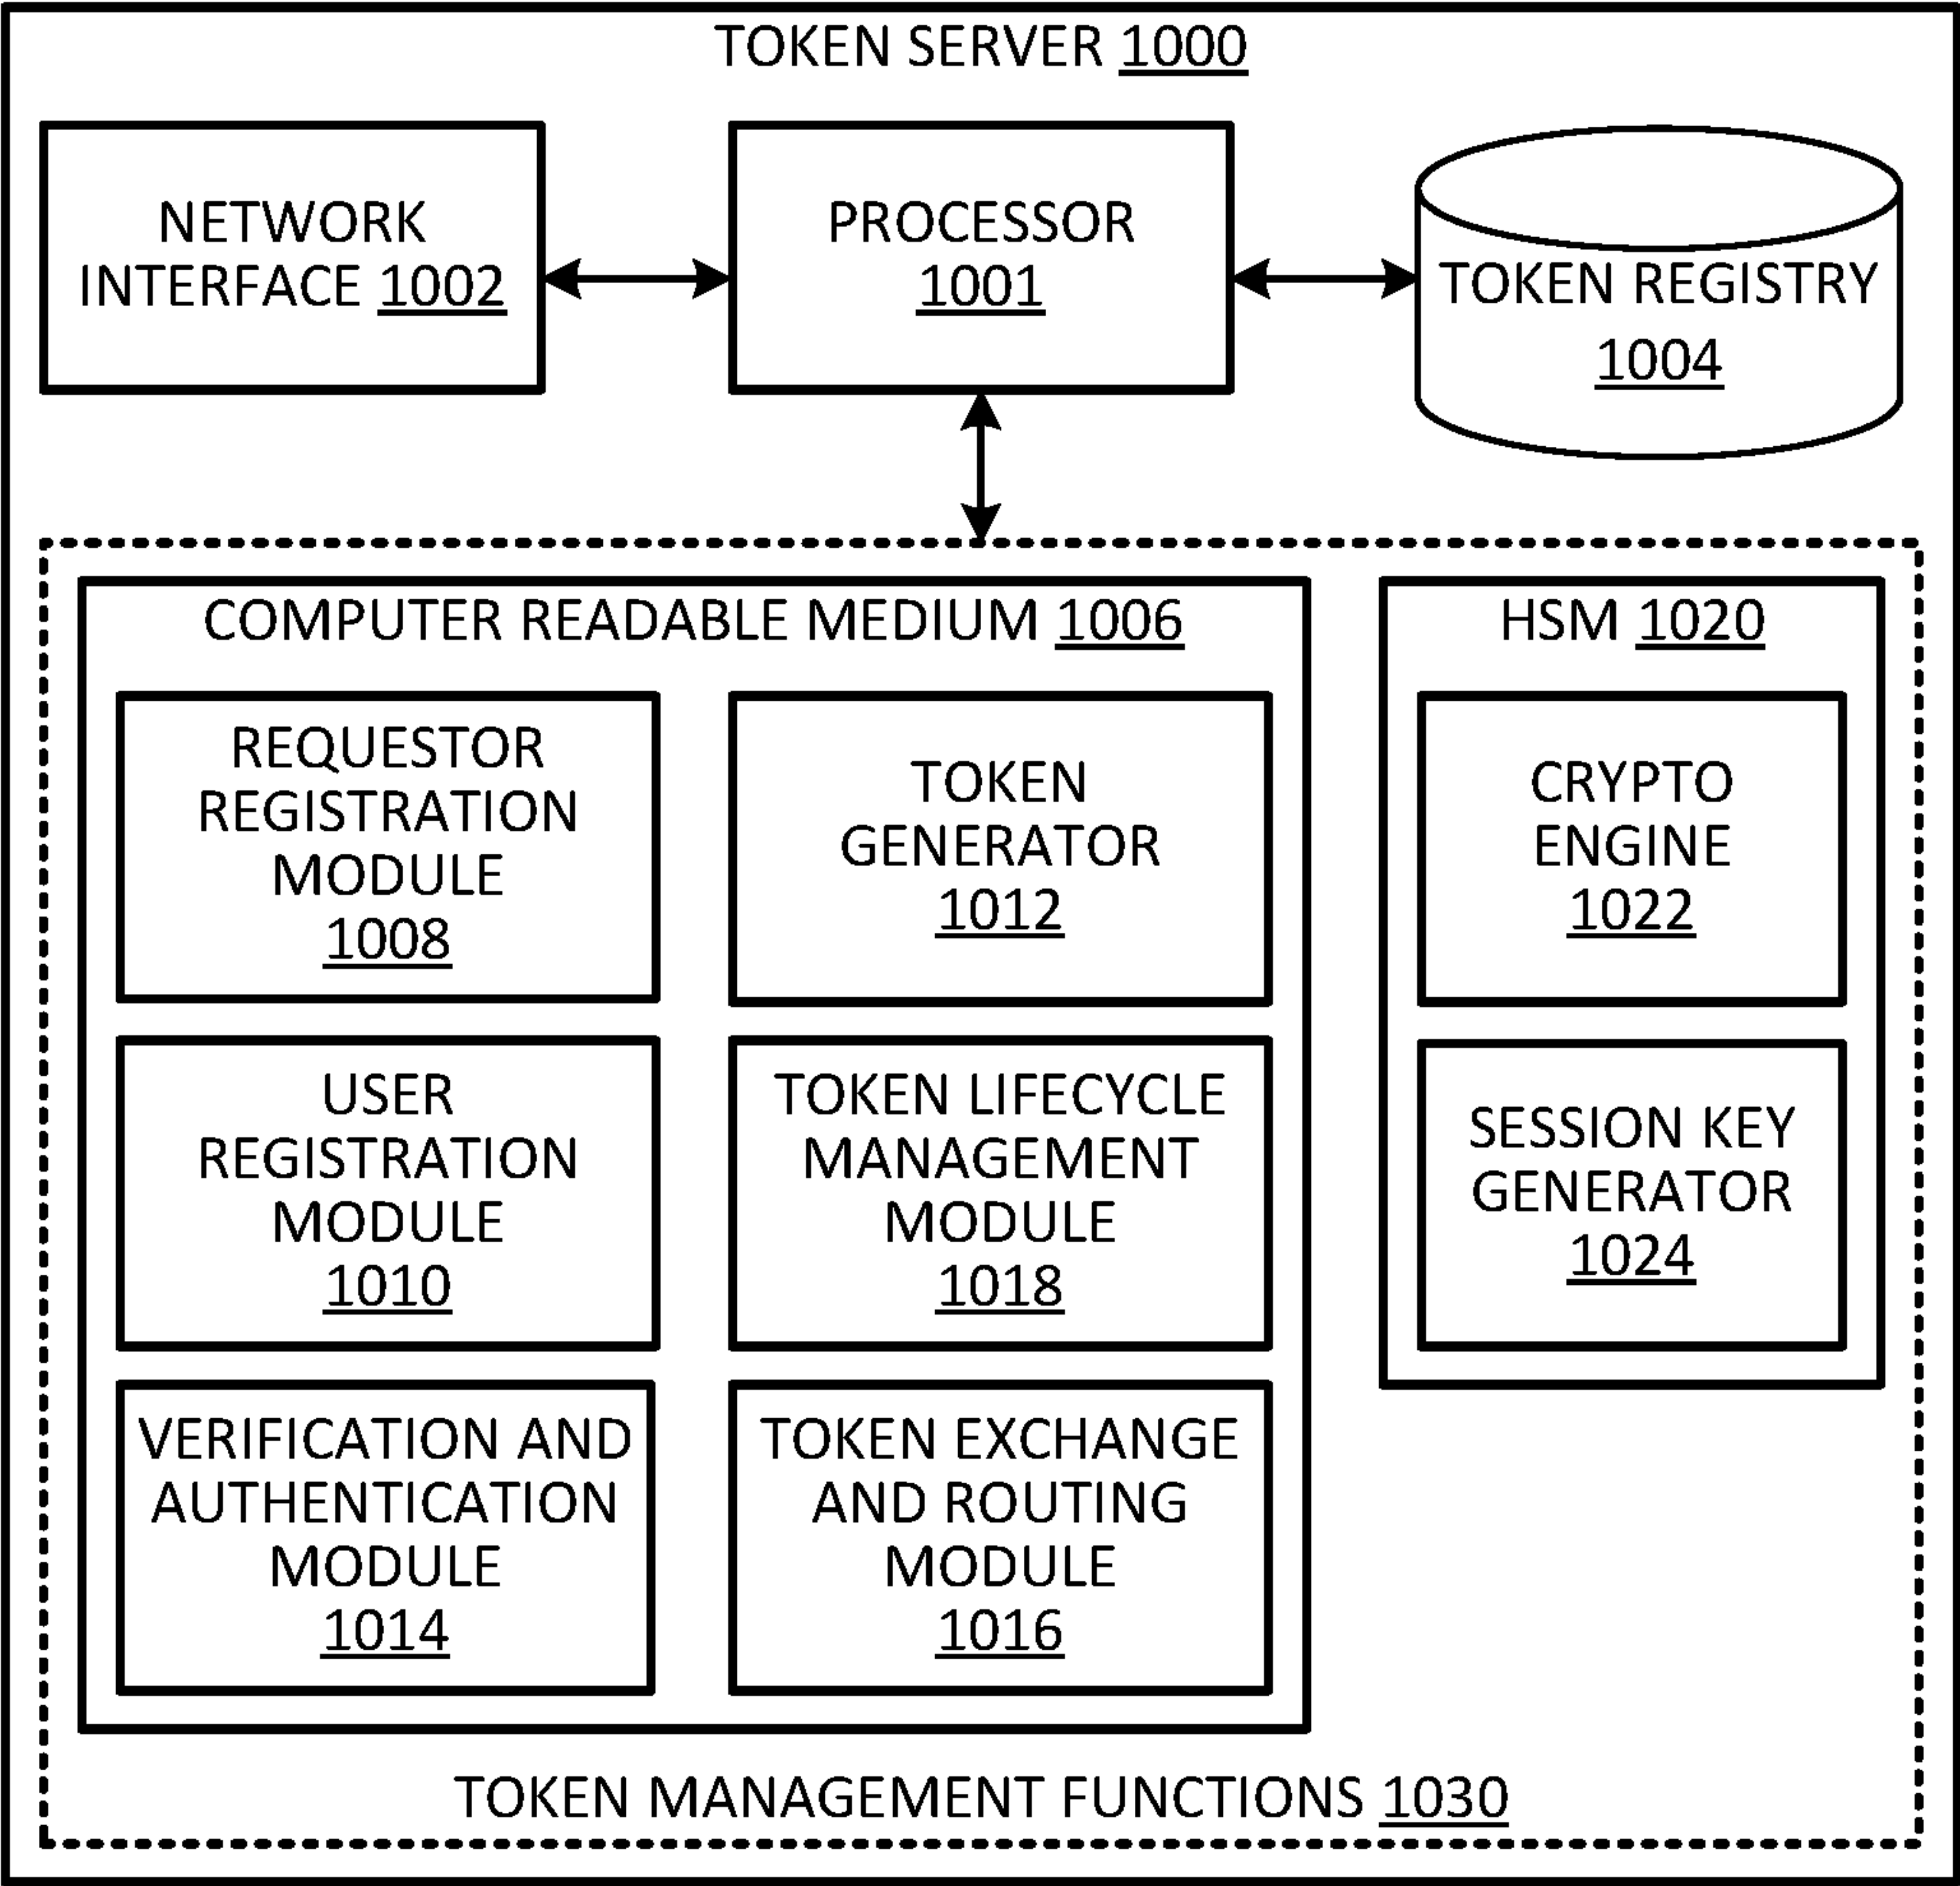 TOKEN SERVER 1000
NETWORK
INTERFACE 1002
PROCESSOR
1001
TOKEN REGISTRY
1004
COMPUTER READABLE MEDIUM 1006
REQUESTOR
REGISTRATION
MODULE
1008
TOKEN
GENERATOR
1012
USER
REGISTRATION
MODULE
1010
TOKEN LIFECYCLE
MANAGEMENT
MODULE
1018
VERIFICATION AND
AUTHENTICATION
MODULE
1014
TOKEN EXCHANGE
AND ROUTING
MODULE
1016
HSM 1020
CRYPTO
ENGINE
1022
SESSION KEY
GENERATOR
1024
TOKEN MANAGEMENT FUNCTIONS 1030